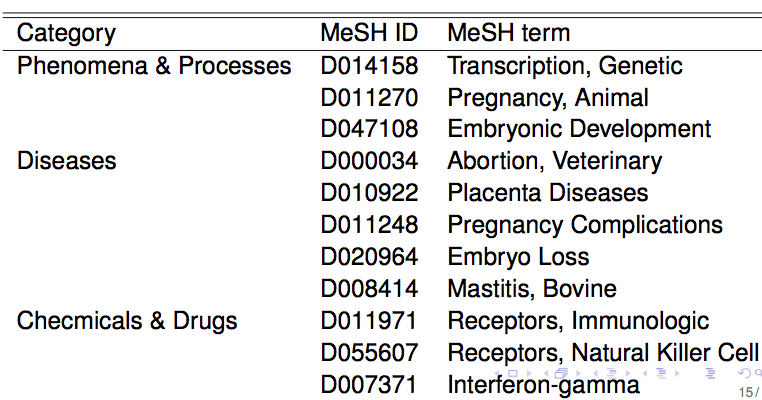 Category MeSH ID MeSH term
Phenomena & Processes D014158 Transcription, Genetic
D011270 Pregnancy, Animal
D047108 Embryonic Development
Diseases D000034 Abortion, Veterinary
D010922 Placenta Diseases
D011248 Pregnancy Complications
D020964 Embryo Loss
D008414 Mastitis, Bovine
Checmicals & Drugs D011971 Receptors, Immunologic
D055607 Receptors, Natural Killer Cell
D007371 Interferon-gamma
15 /